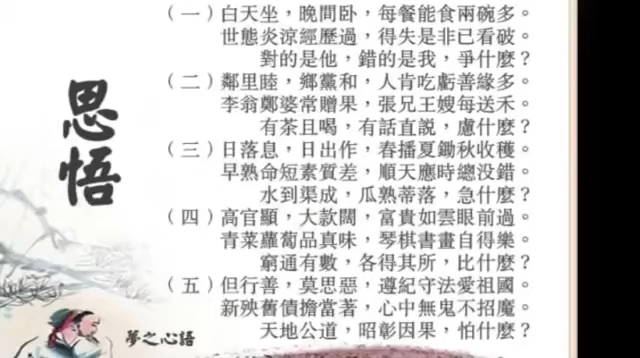 思悟
(一)白天坐，晚間卧，每餐能食兩碗多。
世態炎涼經歷過，得失是非已看破。
對的是他，錯的是我，爭什麼？
(二)鄰里睦，鄉黨和，人肯吃虧善緣多。
李翁鄭婆常贈果，張兄王嫂每送禾。
有茶且喝，有話直説，慮什麼？
(三)日落息，日出作，春播夏鋤秋收穫。
早熟命短素質差，順天應時總没錯。
水到渠成，瓜熟蒂落，急什麼？
(四)高官顯，大款闊，富貴如雲眼前過。
青菜蘿蔔品真味，琴棋書畫自得樂。
窮通有數，各得其所，比什麼？
(五)但行善，莫思惡，遵紀守法愛祖國。
新殃舊債擔當著，心中無鬼不招魔。
天地公道，昭彰因果，怕什麼？
夢之心語